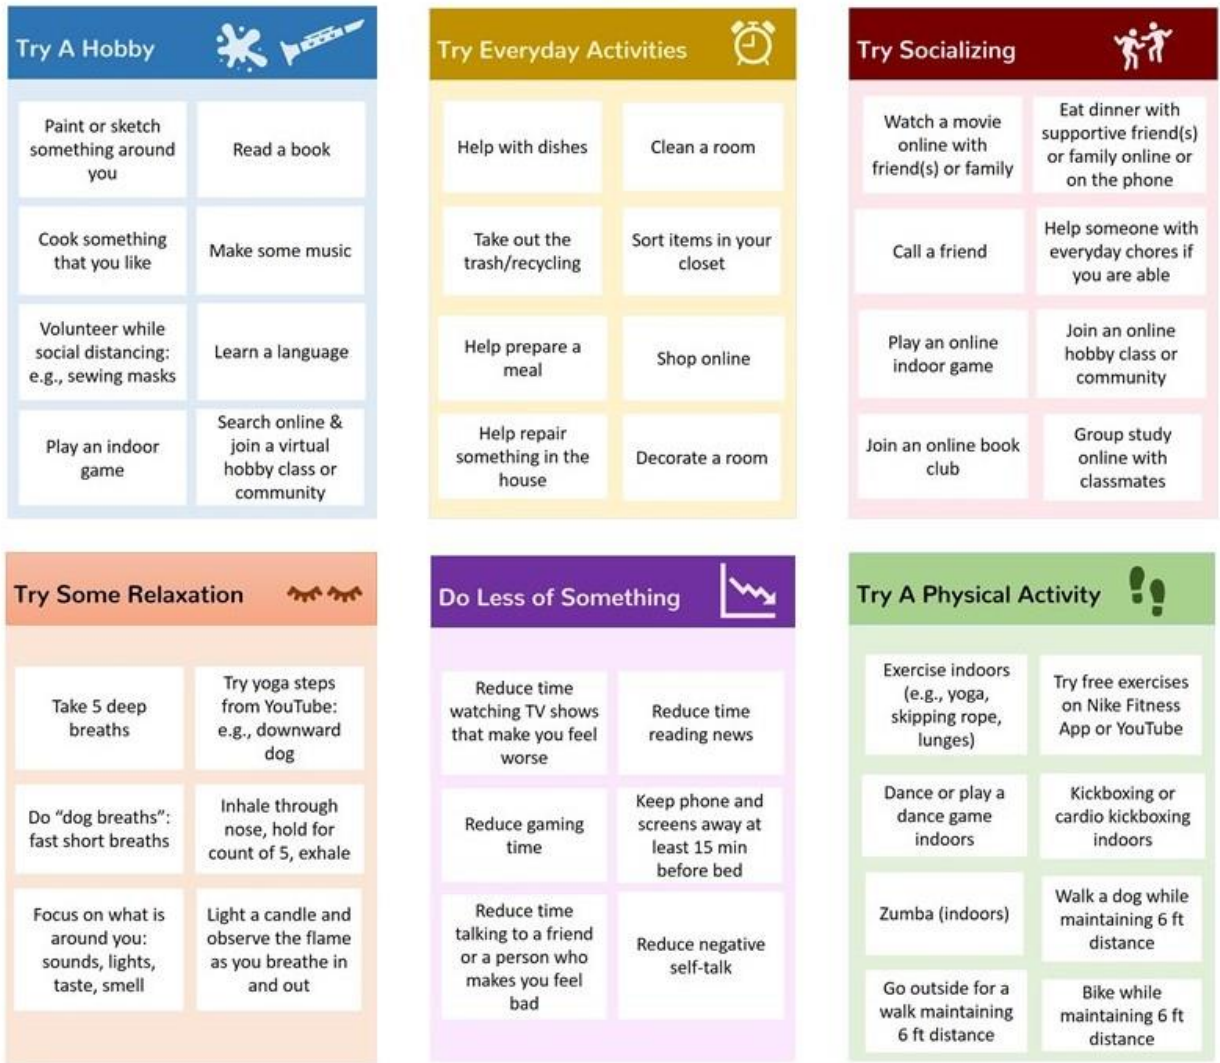 Try A Hobby
Paint or sketch
something around
you
Read a book
Cook something
that you like
Make some music
Volunteer while
social distancing:
e.g., sewing masks
Learn a language
Play an indoor
game
Search online &
join a virtual
hobby class or
community
Try Everyday Activities
Help with dishes
Clean a room
Take out the
trash/recycling
Sort items in your
closet
Help prepare a
meal
Shop online
Help repair
something in the
house
Decorate a room
Try Socializing
Watch a movie
online with
friend(s) or family
Eat dinner with
supportive friend(s)
or family online or
on the phone
Call a friend
Help someone with
everyday chores if
you are able
Play an online
indoor game
Join an online
hobby class or
community
Join an online book
club
Group study
online with
classmates
Try Some Relaxation
Take 5 deep
breaths
Try yoga steps
from YouTube:
e.g., downward
dog
Do “dog breaths”:
fast short breaths
Inhale through
nose, hold for
count of 5, exhale
Focus on what is
around you:
sounds, lights,
taste, smell
Light a candle and
observe the flame
as you breathe in
and out
Do Less of Something
Reduce time
watching TV shows
that make you feel
worse
Reduce time
reading news
Reduce gaming
time
Keep phone and
screens away at
least 15 min
before bed
Reduce time
talking to a friend
or a person who
makes you feel
bad
Reduce negative
self-talk
Try A Physical Activity
Exercise indoors
(e.g., yoga,
skipping rope,
lunges)
Try free exercises
on Nike Fitness
App or YouTube
Dance or play a
dance game
indoors
Kickboxing or
cardio kickboxing
indoors
Zumba (indoors)
Walk a dog while
maintaining 6 ft
distance
Go outside for a
walk maintaining
6 ft distance
Bike while
maintaining 6 ft
distance